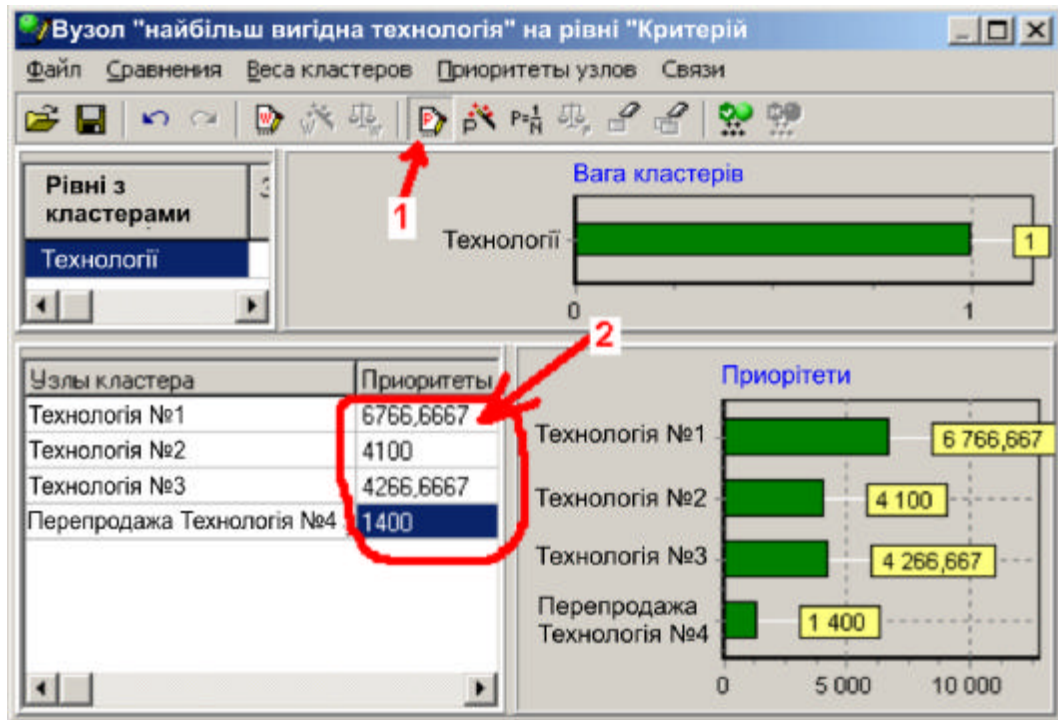 Вузол "найбільш вигідна технологія" на рівні "Критерій
Файл Сравнения Веса кластеров Приоритеты узлов Связи
W W W P P P=1/N P
1
Рівні з
кластерами
Технології
Вага кластерів
Технології
1
0 1
2
Узлы кластера Приоритеты
Технологія №1 6766,6667
Технологія №2 4100
Технологія №3 4266,6667
Перепродажа Технологія №4 1400
Приорітети
Технологія №1 6 766,667
Технологія №2 4 100
Технологія №3 4 266,667
Перепродажа
Технологія №4 1 400
0 5 000 10 000